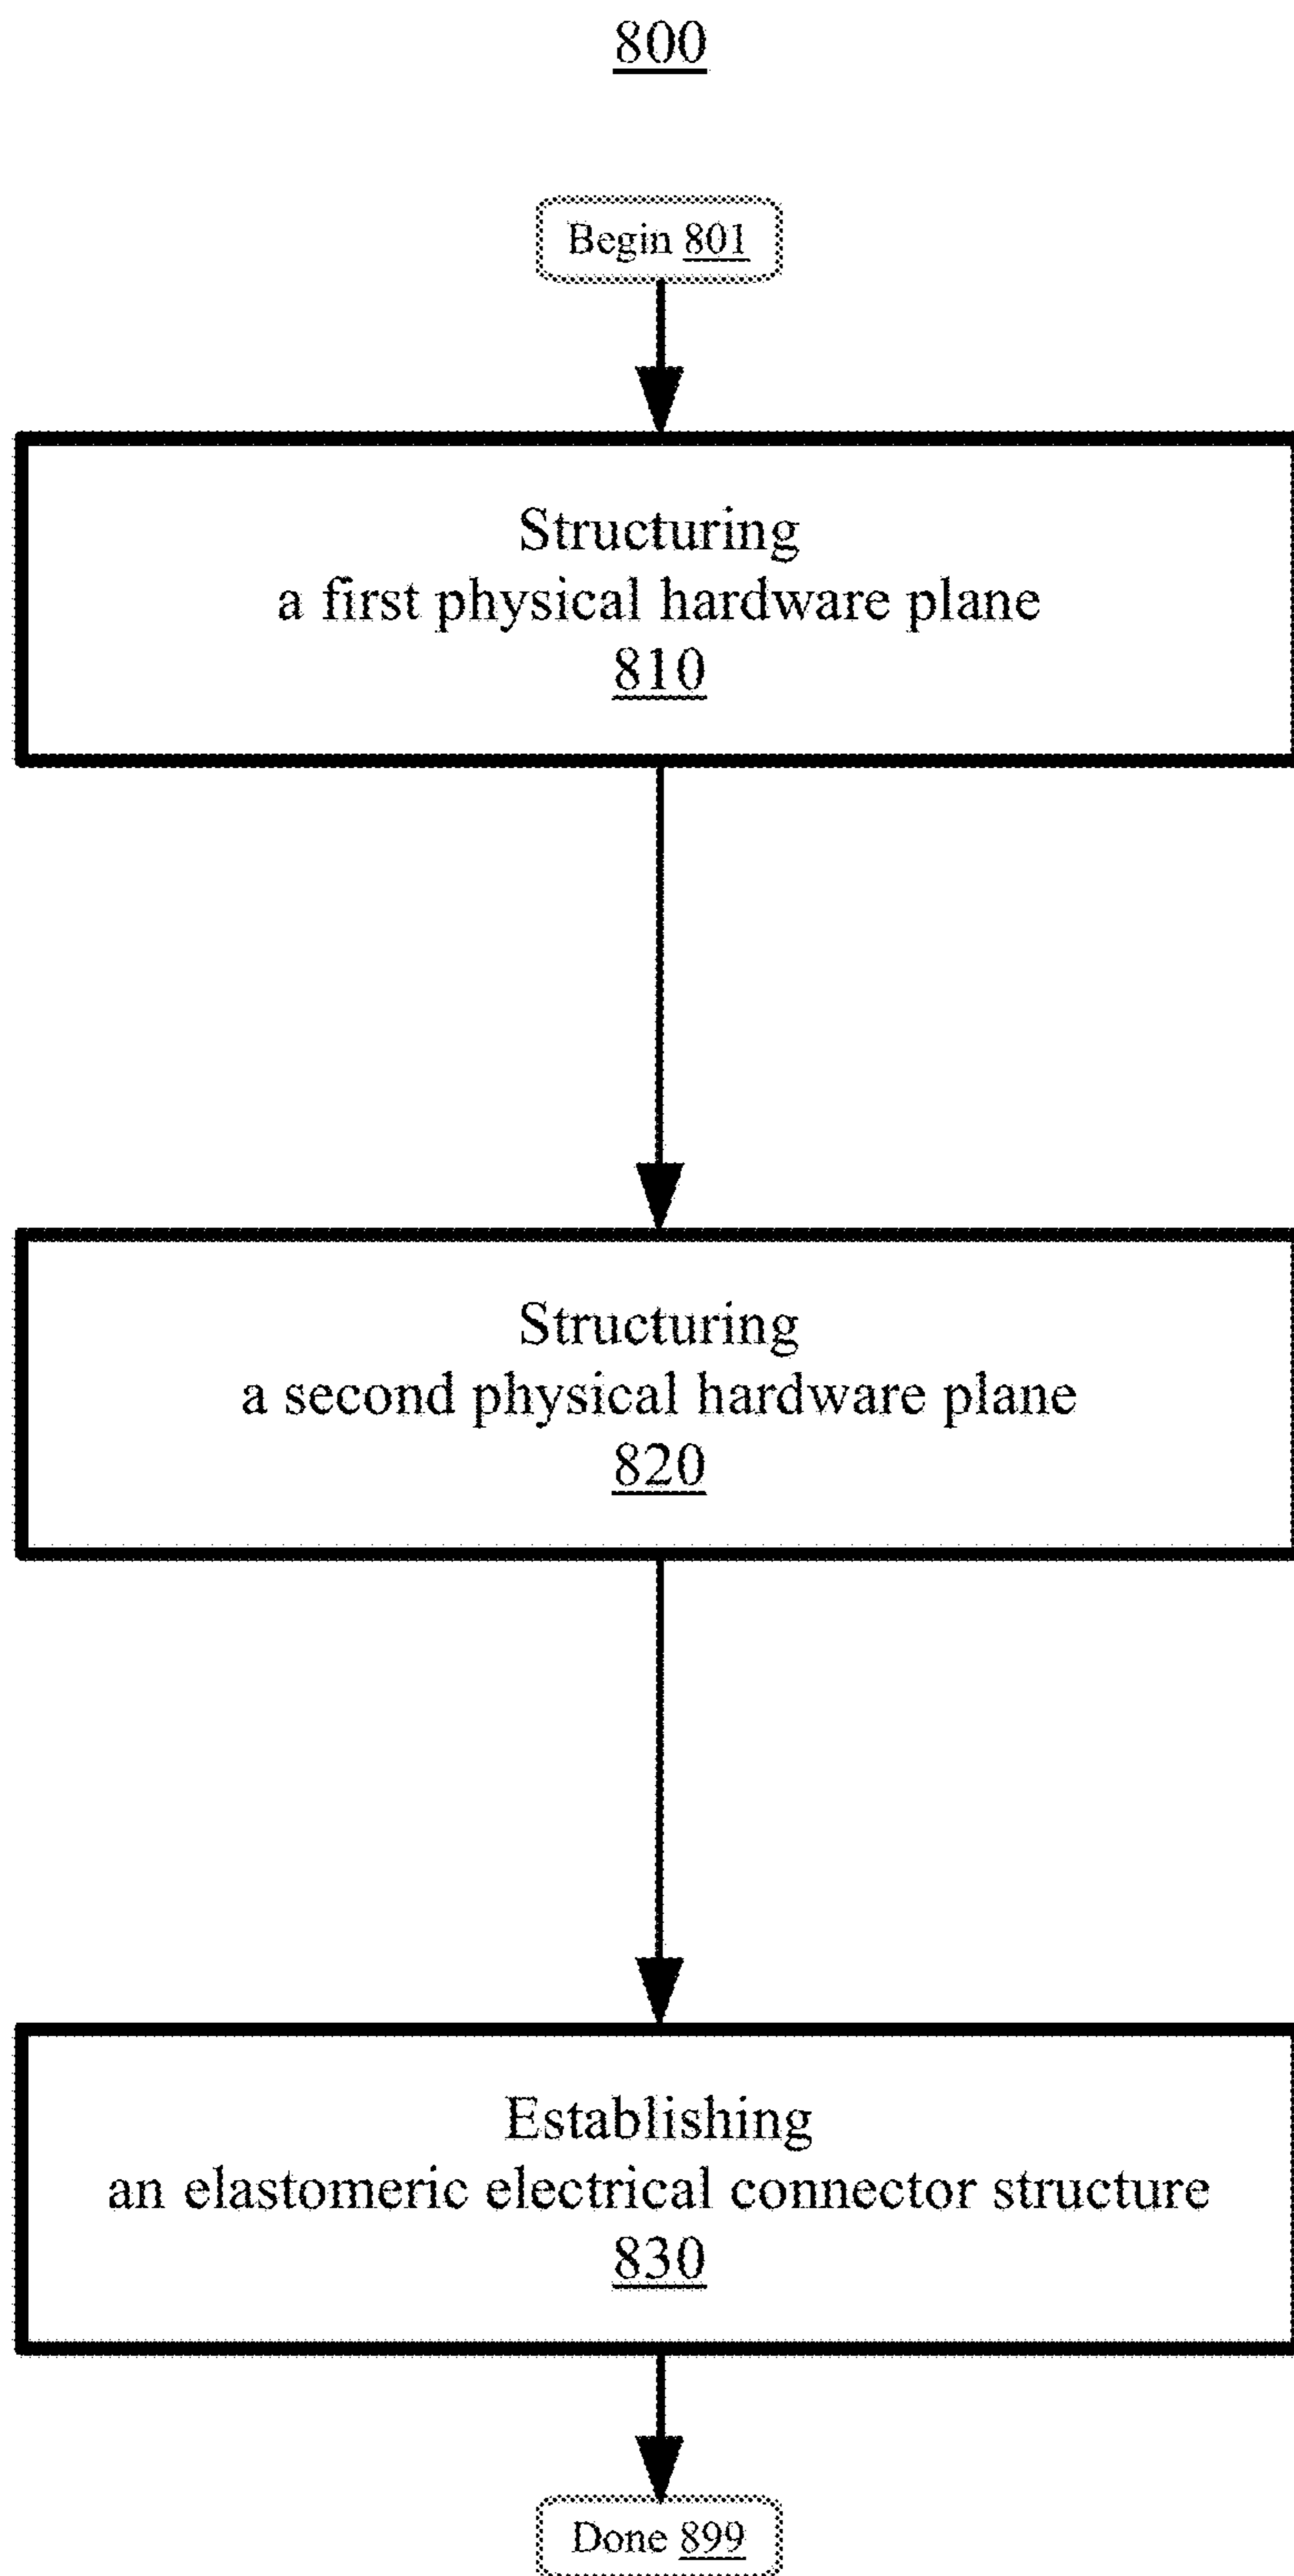 800
Begin 801
Structuring
a first physical hardware plane
810
Structuring
a second physical hardware plane
820
Establishing
an elastomeric electrical connector structure
830
Done 899